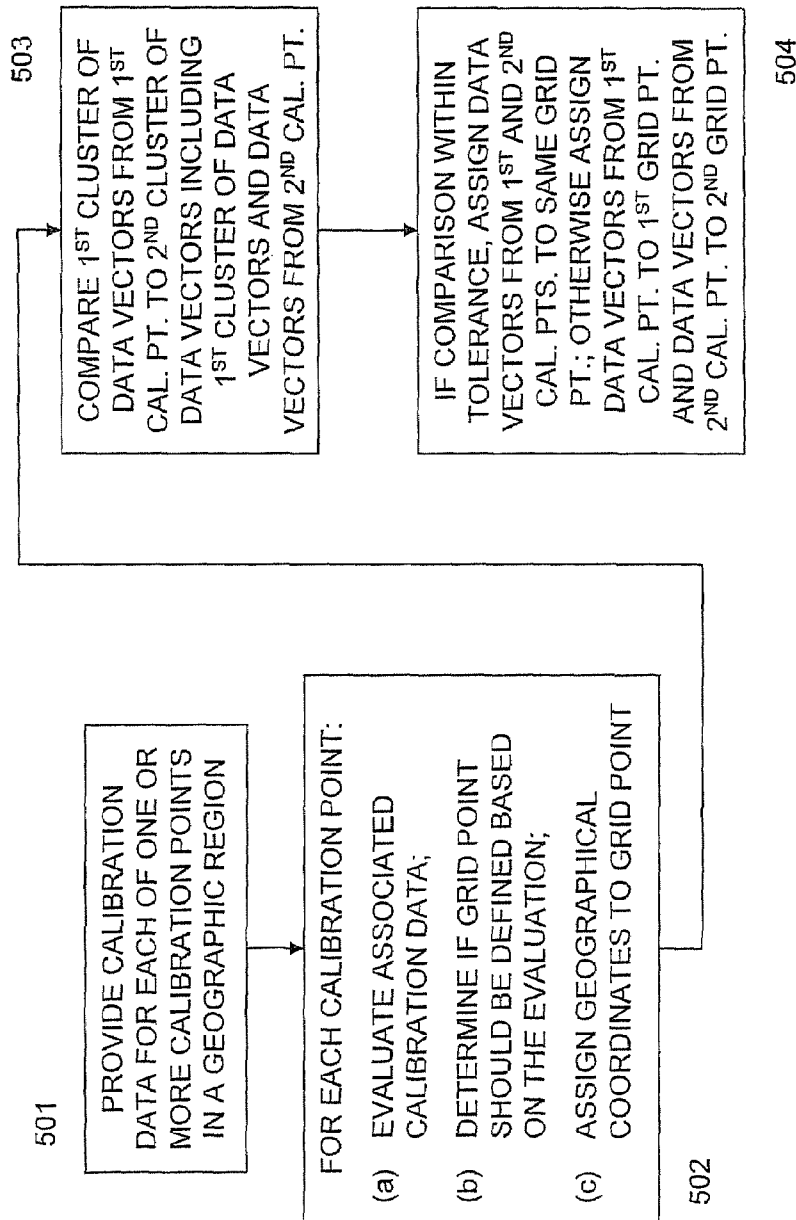 501
PROVIDE CALIBRATION
DATA FOR EACH OF ONE OR
MORE CALIBRATION POINTS
IN A GEOGRAPHIC REGION
FOR EACH CALIBRATION POINT:
(a) EVALUATE ASSOCIATED
CALIBRATION DATA;
(b) DETERMINE IF GRID POINT
SHOULD BE DEFINED BASED
ON THE EVALUATION;
(c) ASSIGN GEOGRAPHICAL
COORDINATES TO GRID POINT
502
503
COMPARE 1ST CLUSTER OF
DATA VECTORS FROM 1ST
CAL. PT. TO 2ND CLUSTER OF
DATA VECTORS INCLUDING
1ST CLUSTER OF DATA
VECTORS AND DATA
VECTORS FROM 2ND CAL. PT.
IF COMPARISON WITHIN
TOLERANCE, ASSIGN DATA
VECTORS FROM 1ST AND 2ND
CAL. PTS. TO SAME GRID
PT.; OTHERWISE ASSIGN
DATA VECTORS FROM 1ST
CAL. PT. TO 1ST GRID PT.
AND DATA VECTORS FROM
2ND CAL. PT. TO 2ND GRID PT.
504